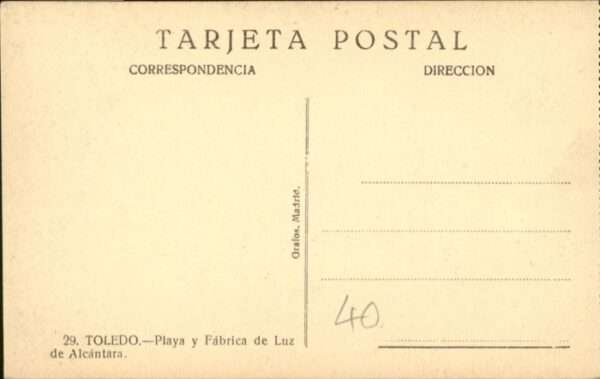 TARJETA POSTAL
CORRESPONDENCIA
DIRECCION
Grafos. Madrid.
40
29. TOLEDO.—Playa y Fábrica de Luz
de Alcántara.